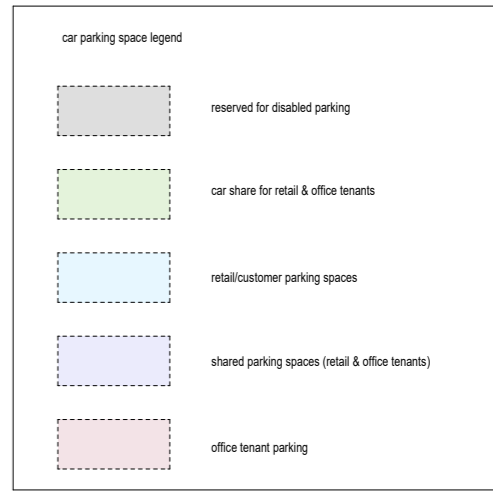 car parking space legend
reserved for disabled parking
car share for retail & office tenants
retail/customer parking spaces
shared parking spaces (retail & office tenants)
office tenant parking